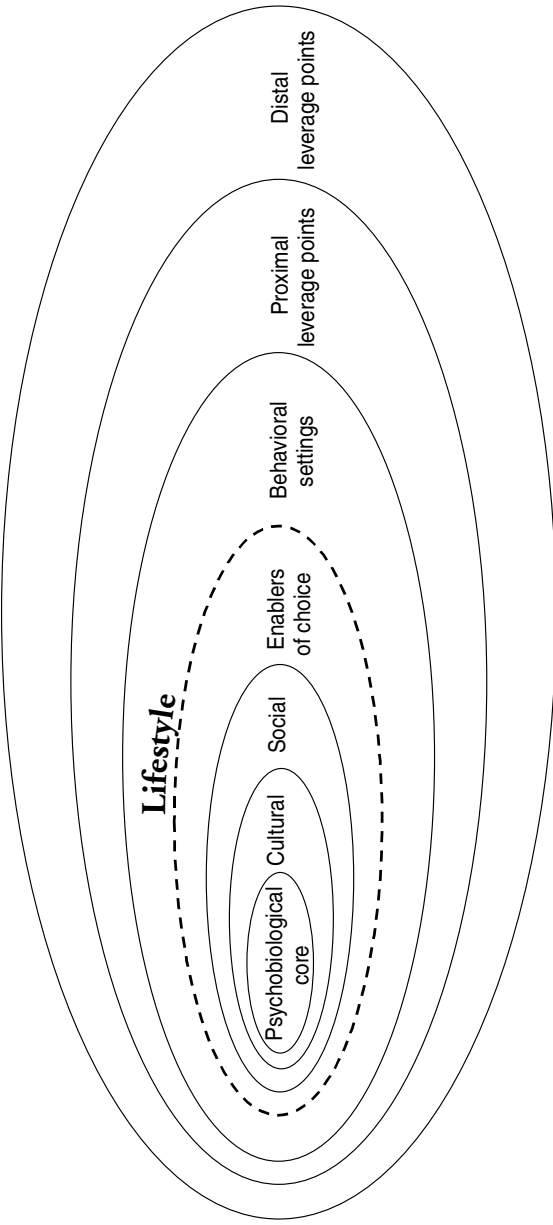 Lifestyle
Psychobiological
core
Cultural
Social
Enablers
of choice
Behavioral
settings
Proximal
leverage points
Distal
leverage points